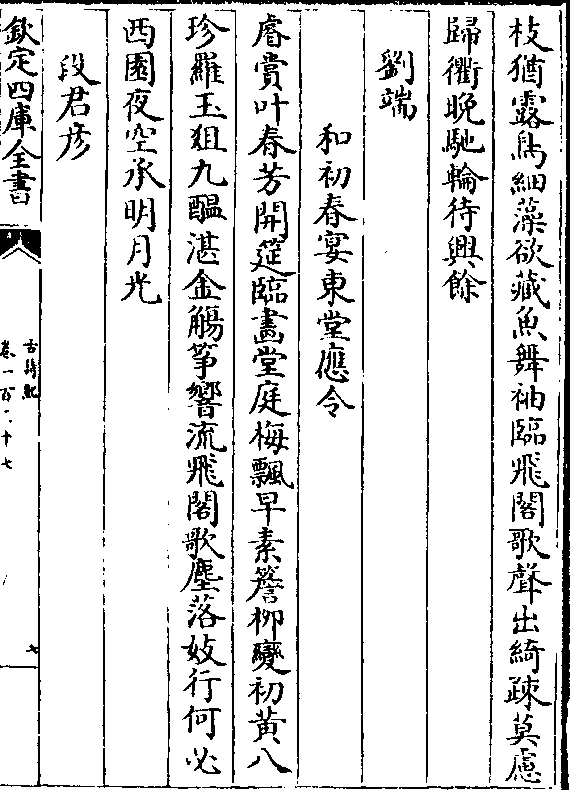 枝猶露鳥細藻欲藏魚舞袖臨飛閣歌聲出綺疎莫慮
歸衢晩馳輪待興餘
劉端
和初春宴東堂應令
睿賞叶春芳開筵臨畫堂庭梅飄早素簷柳變初黄八
珍羅玉俎九醖湛金觴箏響流飛閣歌塵落妓行何必
西園夜空承明月光
段君彦
欽定四庫全書
古詩紀
卷一百二十七
七